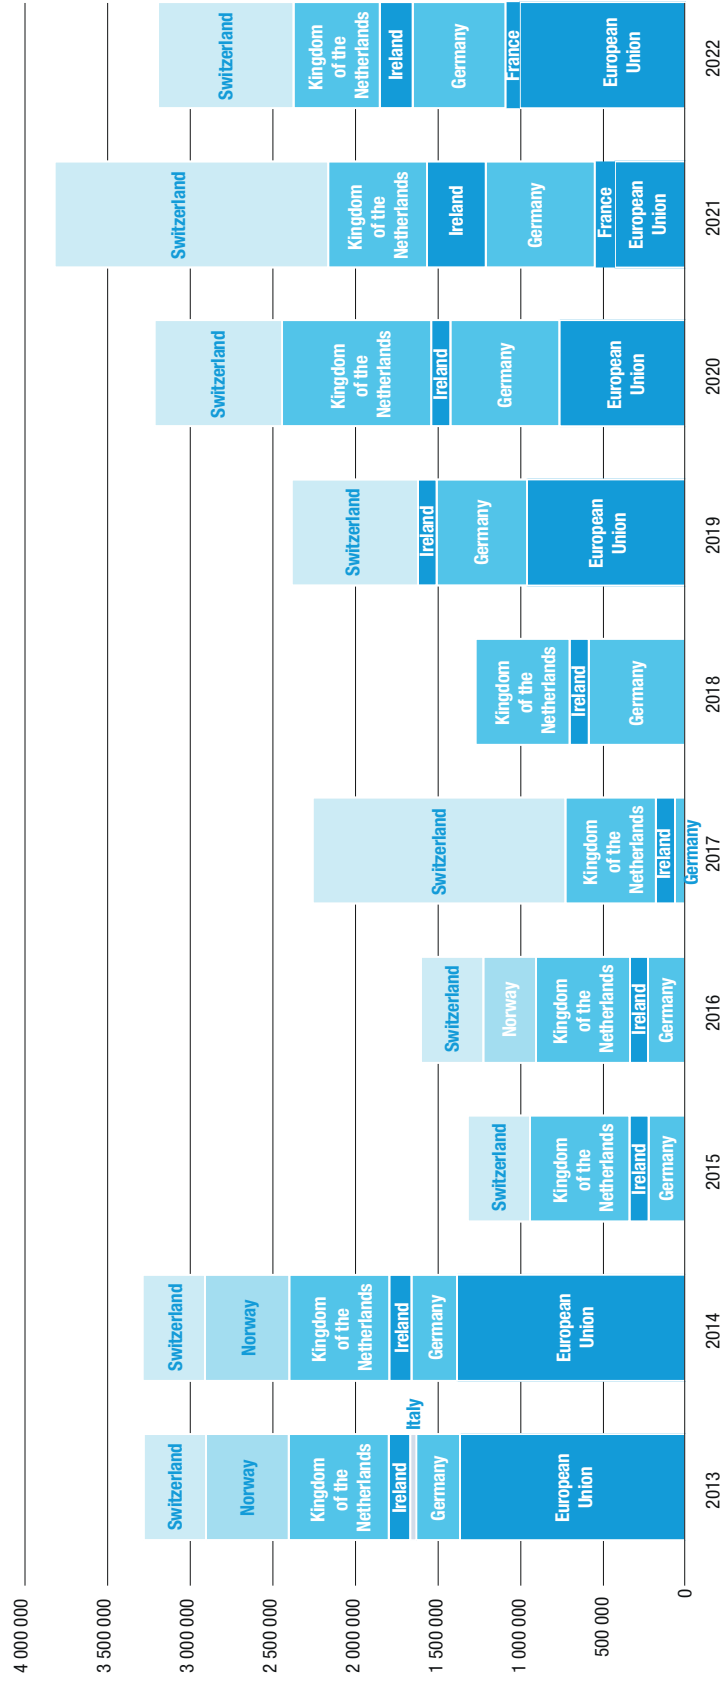 4 000 000
3 500 000
3 000 000
2 500 000
2 000 000
1 500 000
1 000 000
500 000
0
Switzerland
Norway
Kingdom
of the
Netherlands
Ireland
Italy
Germany
European
Union
2013
Switzerland
Norway
Kingdom
of the
Netherlands
Ireland
Germany
European
Union
2014
Switzerland
Kingdom
of the
Netherlands
Ireland
Germany
2015
Switzerland
Norway
Kingdom
of the
Netherlands
Ireland
Germany
2016
Switzerland
Kingdom
of the
Netherlands
Ireland
Germany
2017
Kingdom
of the
Netherlands
Ireland
Germany
2018
Switzerland
Ireland
Germany
European
Union
2019
Switzerland
Kingdom
of the
Netherlands
Ireland
Germany
European
Union
2020
Switzerland
Kingdom
of the
Netherlands
Ireland
Germany
France
European
Union
2021
Switzerland
Kingdom
of the
Netherlands
Ireland
Germany
France
European
Union
2022